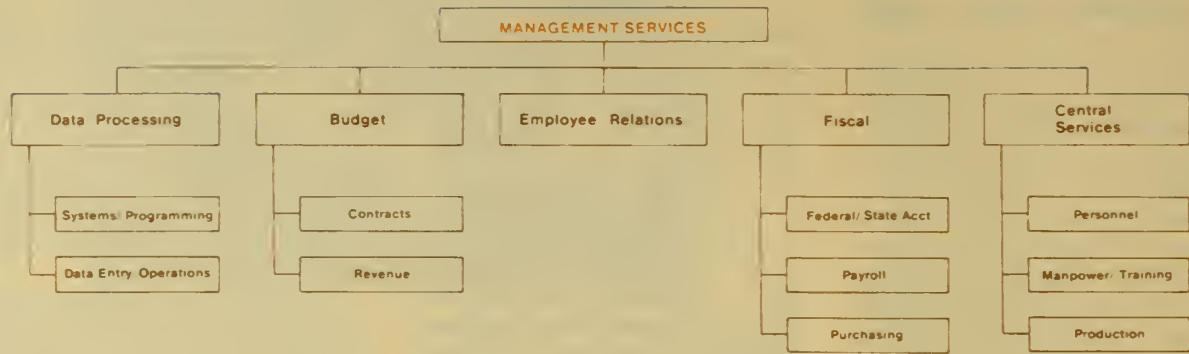 MANAGEMENT SERVICES
Data Processing
Budget
Employee Relations
Fiscal
Central
Services
Systems/Programming
Contracts
Federal/State Acct
Personnel
Data Entry Operations
Revenue
Payroll
Manpower/Training
Purchasing
Production